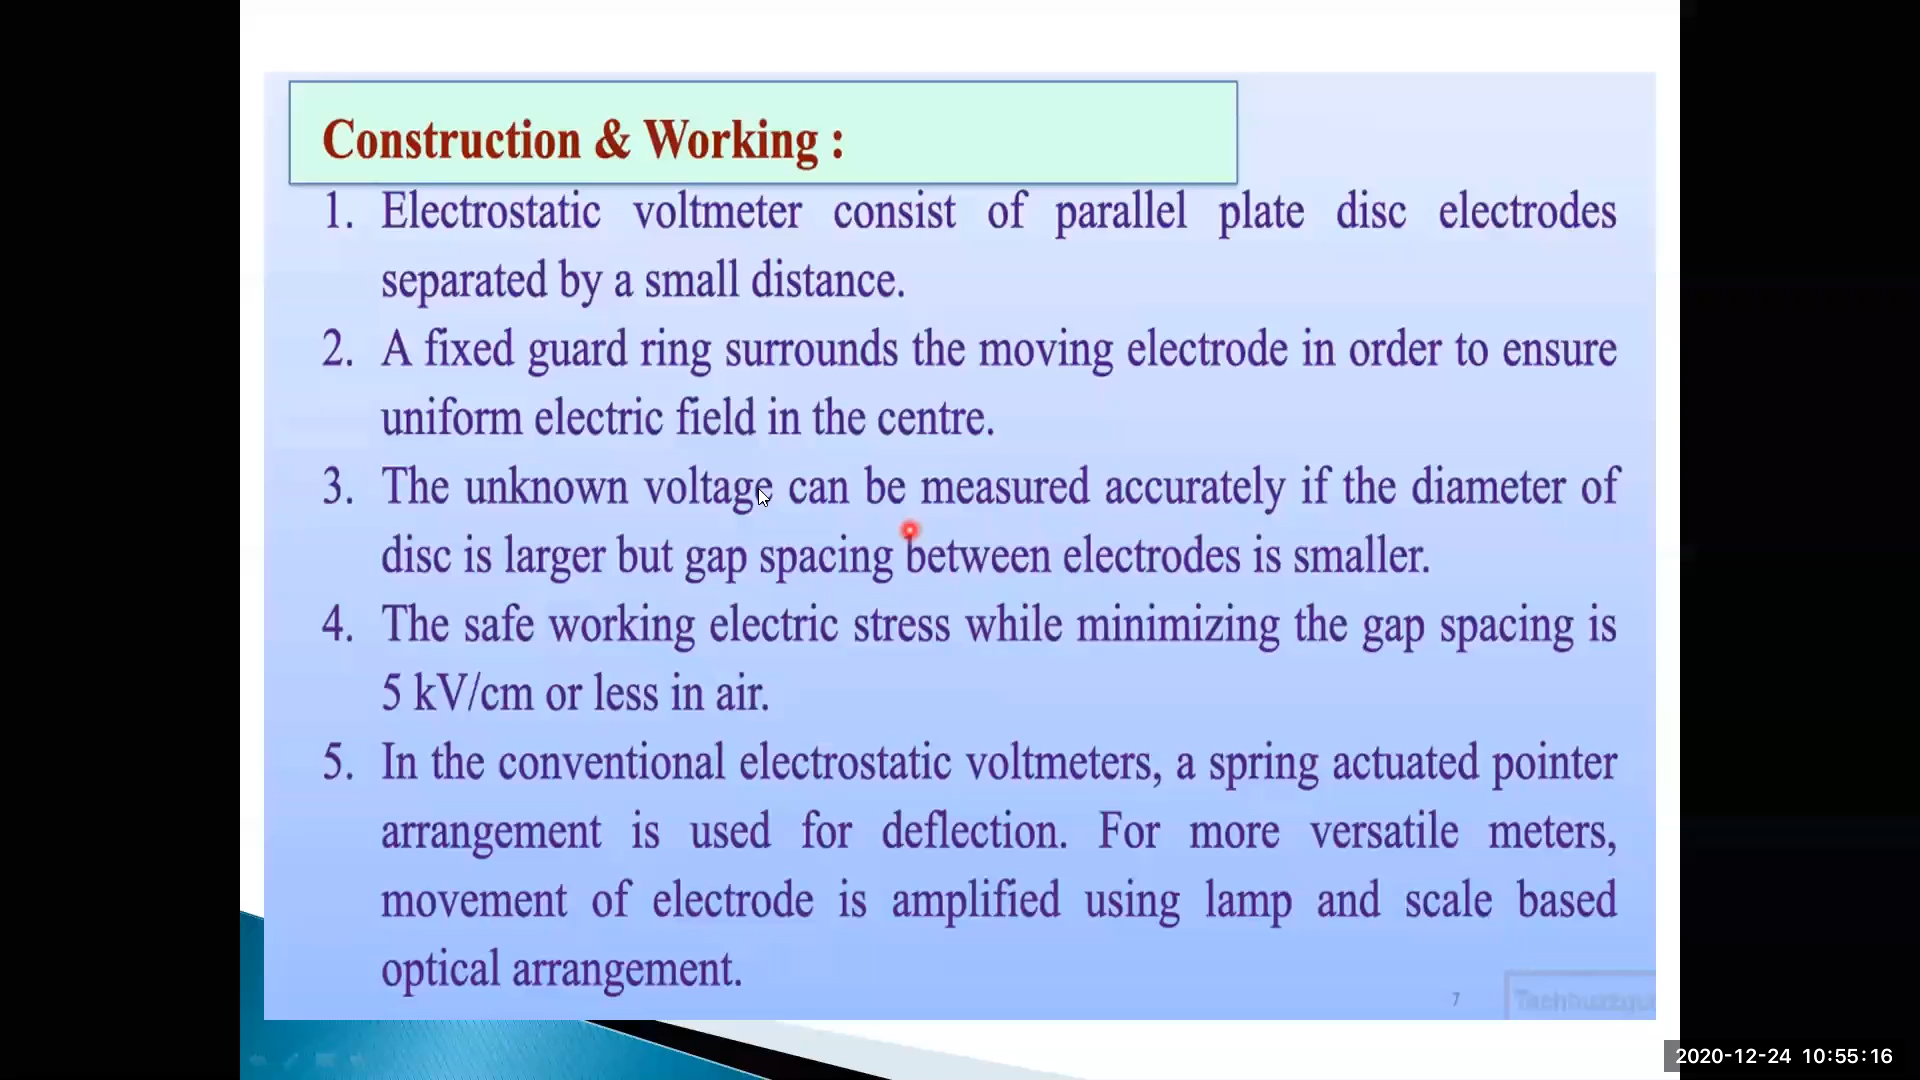 Construction & Working :
1. Electrostatic voltmeter consist of parallel plate disc electrodes
separated by a small distance.
2. A fixed guard ring surrounds the moving electrode in order to ensure
uniform electric field in the centre.
3. The unknown voltage can be measured accurately if the diameter of
disc is larger but gap spacing between electrodes is smaller.
4. The safe working electric stress while minimizing the gap spacing is
5 kV/cm or less in air.
5. In the conventional electrostatic voltmeters, a spring actuated pointer
arrangement is used for deflection. For more versatile meters,
movement of electrode is amplified using lamp and scale based
optical arrangement.
7
2020-12-24 10:55:16